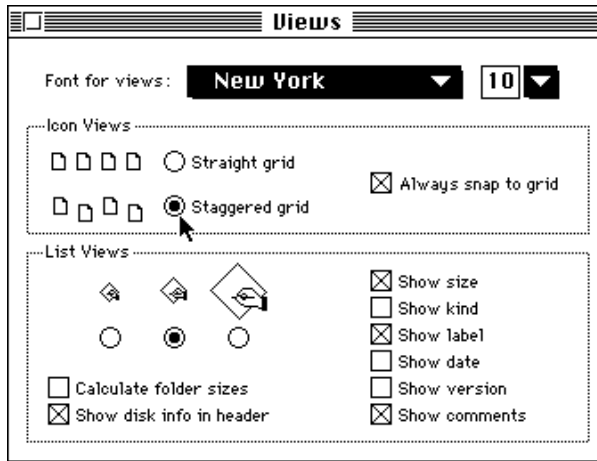 Views
Font for views: New York 10
Icon Views
Straight grid
Always snap to grid
Staggered grid
List Views
Show size
Show kind
Show label
Show date
Calculate folder sizes Show version
Show disk info in header Show comments